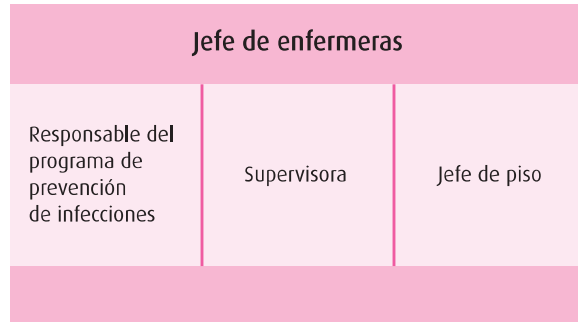 Jefe de enfermeras
Responsable del
programa de
prevención
de infecciones
Supervisora
Jefe de piso